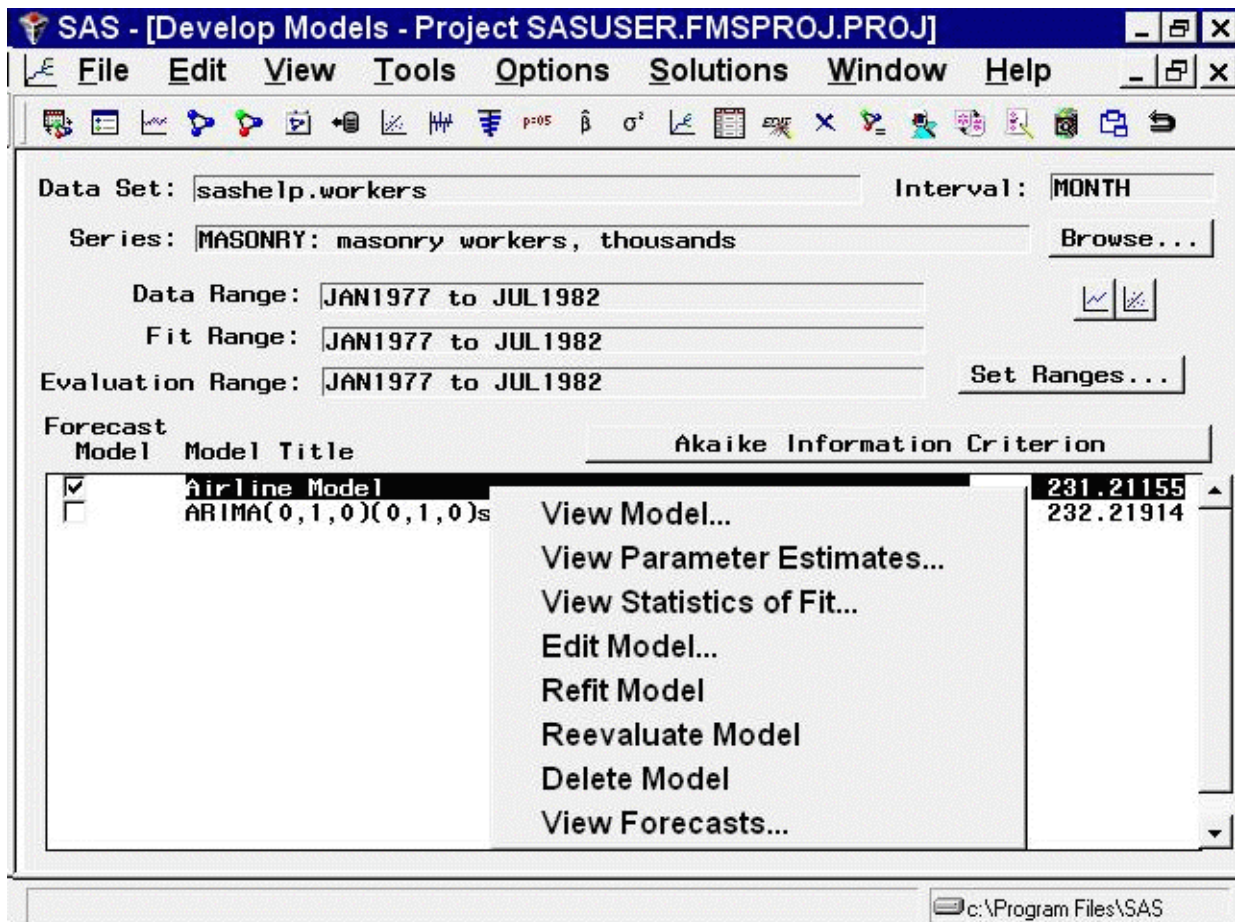 SAS - [Develop Models - Project SASUSER.FMSPROJ.PROJ]
File Edit View Tools Options Solutions Window Help
p=05 β̂ σ²
Data Set: sashelp.workers Interval: MONTH
Series: MASONRY: masonry workers, thousands Browse...
Data Range: JAN1977 to JUL1982
Fit Range: JAN1977 to JUL1982
Evaluation Range: JAN1977 to JUL1982 Set Ranges...
Forecast
Model Model Title Akaike Information Criterion
Airline Model 231.21155
ARIMA(0,1,0)(0,1,0)s 232.21914
View Model...
View Parameter Estimates...
View Statistics of Fit...
Edit Model...
Refit Model
Reevaluate Model
Delete Model
View Forecasts...
c:\Program Files\SAS